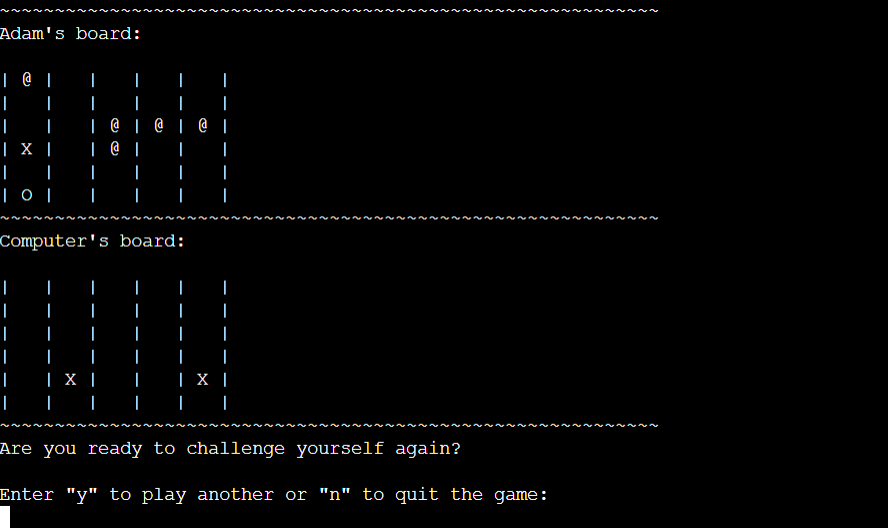 ~~~~~~~~~~~~~~~~~~~~~~~~~~~~~~~~~~~~~~~~~~~~~~~~~~~~~~~~~~~~
Adam's board:
| @ |   |   |   |   |
|   |   |   |   |   |
|   |   | @ | @ | @ |
| X |   | @ |   |   |
|   |   |   |   |   |
| O |   |   |   |   |
~~~~~~~~~~~~~~~~~~~~~~~~~~~~~~~~~~~~~~~~~~~~~~~~~~~~~~~~~~~~
Computer's board:
|   |   |   |   |   |
|   |   |   |   |   |
|   |   |   |   |   |
|   |   |   |   |   |
|   | X |   |   | X |
|   |   |   |   |   |
~~~~~~~~~~~~~~~~~~~~~~~~~~~~~~~~~~~~~~~~~~~~~~~~~~~~~~~~~~~~
Are you ready to challenge yourself again?
Enter "y" to play another or "n" to quit the game: